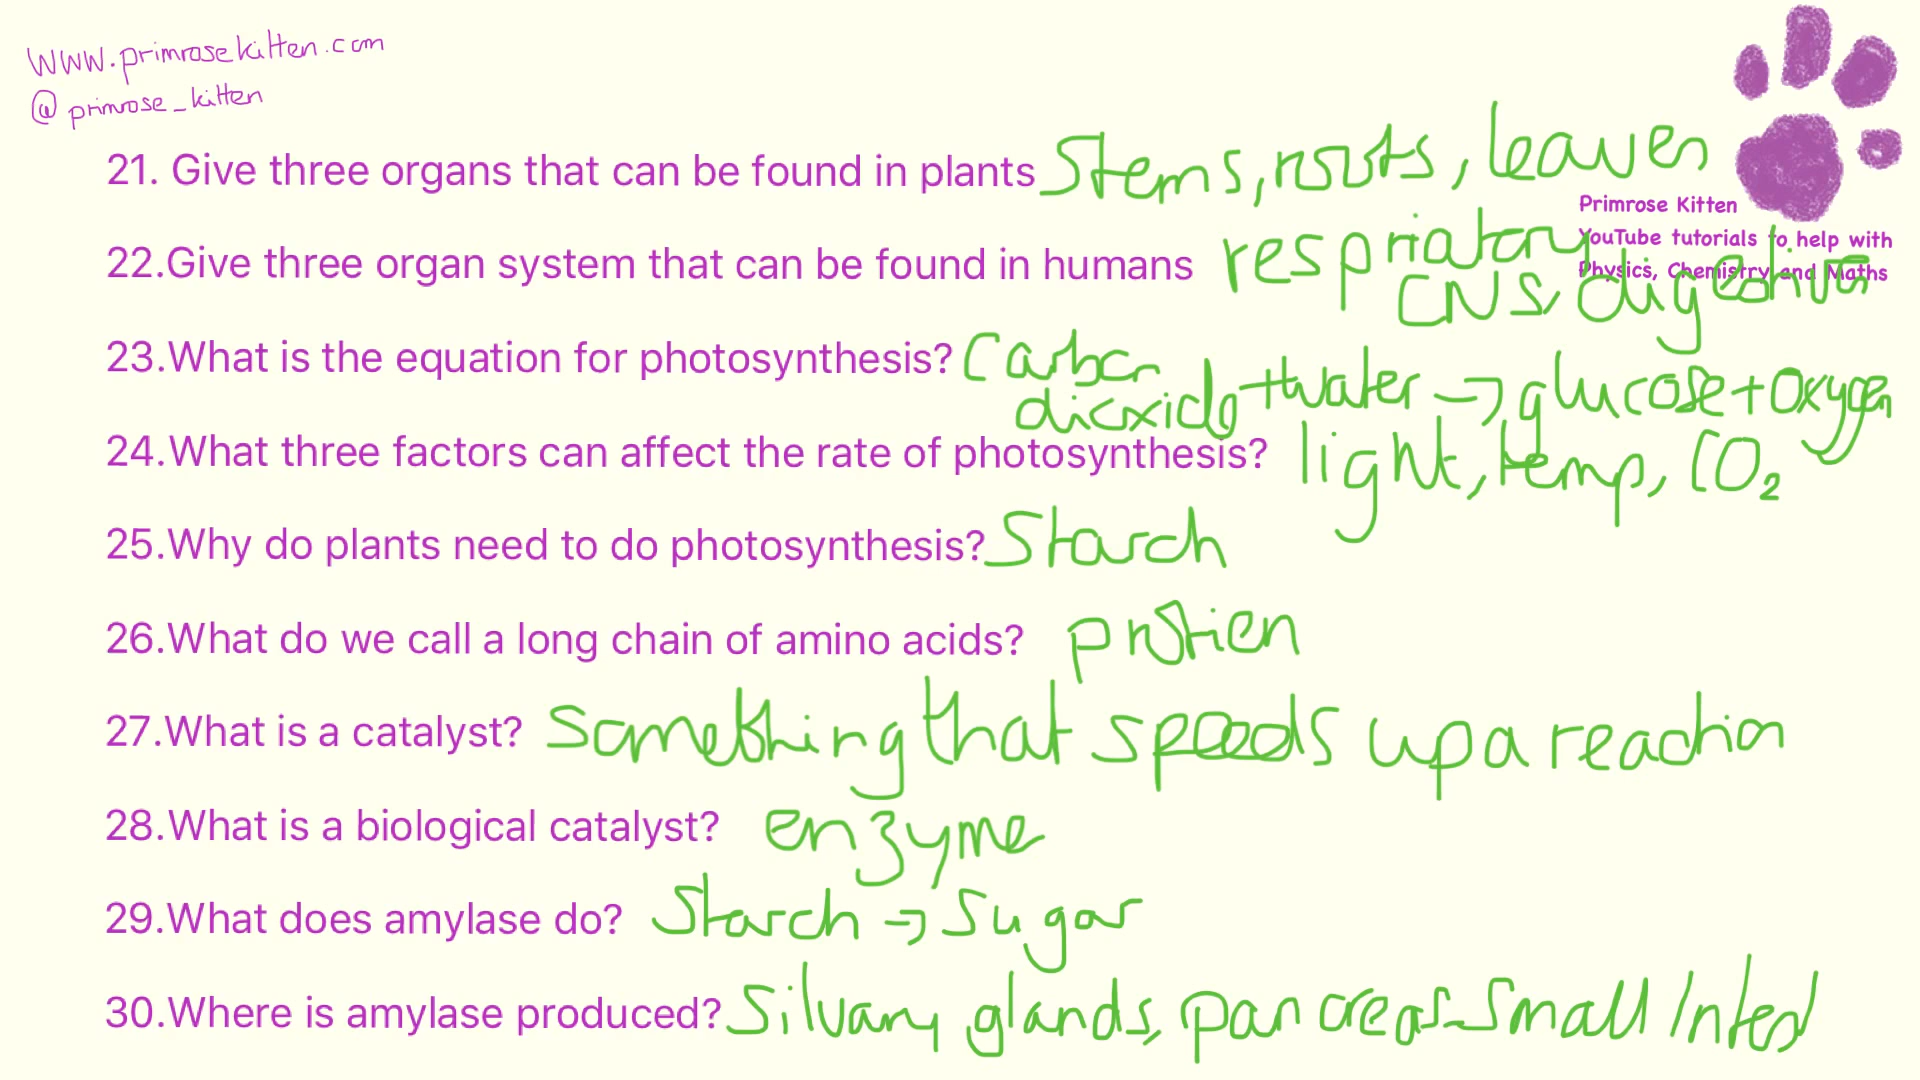 www.primrosekitten.com
@primrose_kitten
21. Give three organs that can be found in plants Stems, roots, leaves
Primrose Kitten
YouTube tutorials to help with
Physics, Chemistry and Maths
22.Give three organ system that can be found in humans respriatory
CNS, digestive
23.What is the equation for photosynthesis? Carbon
dioxide + water → glucose + oxygen
24.What three factors can affect the rate of photosynthesis? light, temp, CO₂
25.Why do plants need to do photosynthesis? Starch
26.What do we call a long chain of amino acids? protien
27.What is a catalyst? Something that speeds up a reaction
28.What is a biological catalyst? enzyme
29.What does amylase do? Starch → Sugar
30.Where is amylase produced? Silvary glands, pancreas Small Intest